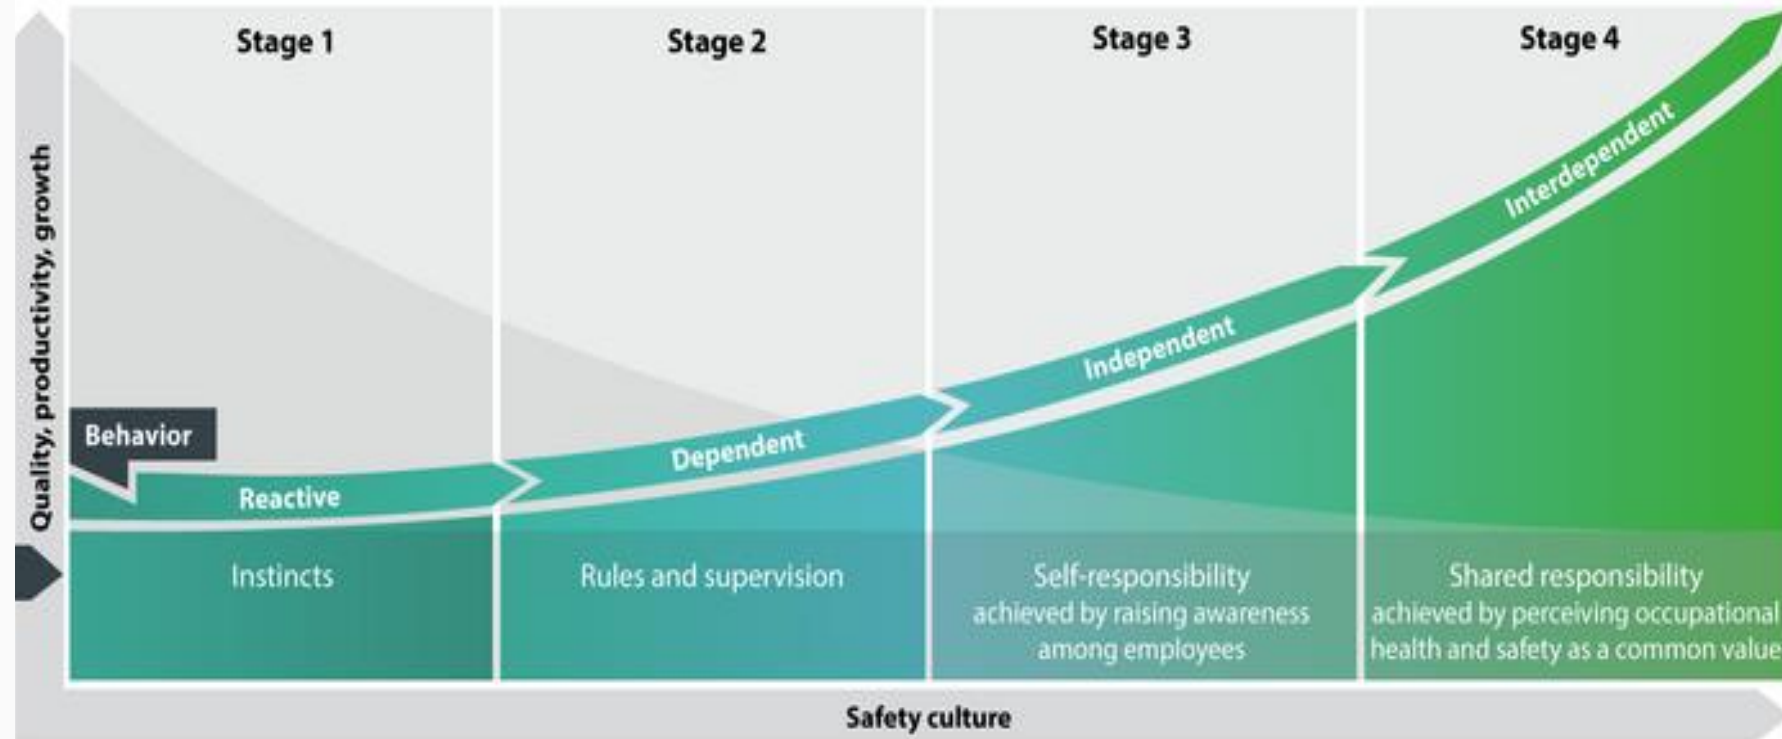 Stage 1
Stage 2
Stage 3
Stage 4
Quality, productivity, growth
Behavior
Reactive
Dependent
Independent
Interdependent
Instincts
Rules and supervision
Self-responsibility
achieved by raising awareness
among employees
Shared responsibility
achieved by perceiving occupational
health and safety as a common value
Safety culture